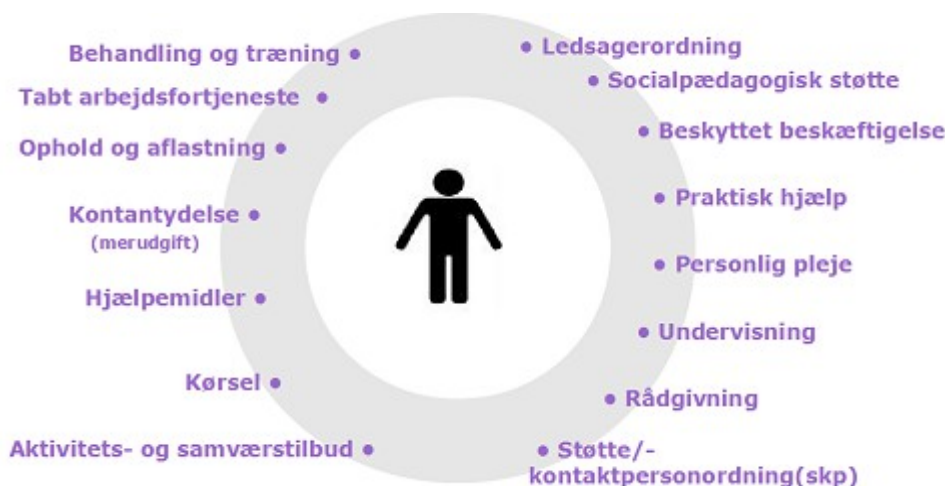 Behandling og træning
Tabt arbejdsfortjeneste
Ophold og aflastning
Kontantydelse
(merudgift)
Hjælpemidler
Kørsel
Aktivitets- og samværstilbud
Ledsagerordning
Socialpædagogisk støtte
Beskyttet beskæftigelse
Praktisk hjælp
Personlig pleje
Undervisning
Rådgivning
Støtte/-
kontaktpersonordning(skp)